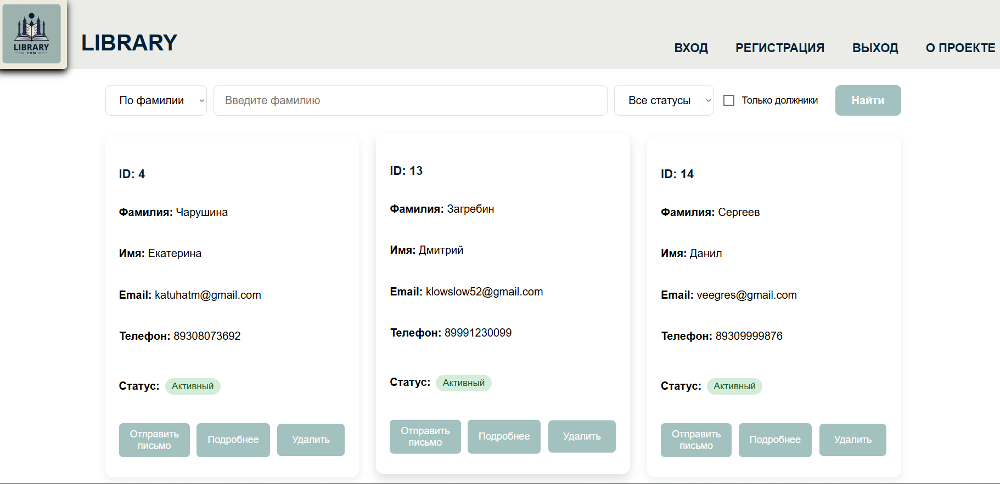 LIBRARY
.COM
LIBRARY
ВХОД
РЕГИСТРАЦИЯ
ВЫХОД
О ПРОЕКТЕ
По фамилии
Введите фамилию
Все статусы
Только должники
Найти
ID: 4
Фамилия: Чарушина
Имя: Екатерина
Email: katuhatm@gmail.com
Телефон: 89308073692
Статус: Активный
Отправить
письмо
Подробнее
Удалить
ID: 13
Фамилия: Загребин
Имя: Дмитрий
Email: klowslow52@gmail.com
Телефон: 89991230099
Статус: Активный
Отправить
письмо
Подробнее
Удалить
ID: 14
Фамилия: Сергеев
Имя: Данил
Email: veegres@gmail.com
Телефон: 89309999876
Статус: Активный
Отправить
письмо
Подробнее
Удалить